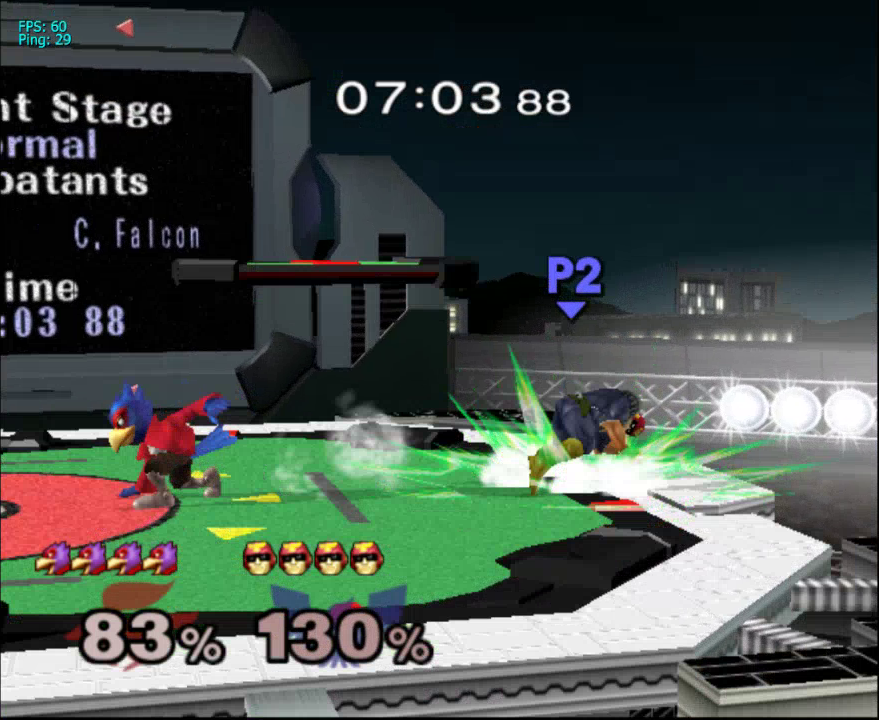 FPS: 60
Ping: 29
07:03 88
nt Stage
ormal
batants
C. Falcon
ime
:03 88
P2
83%
130%